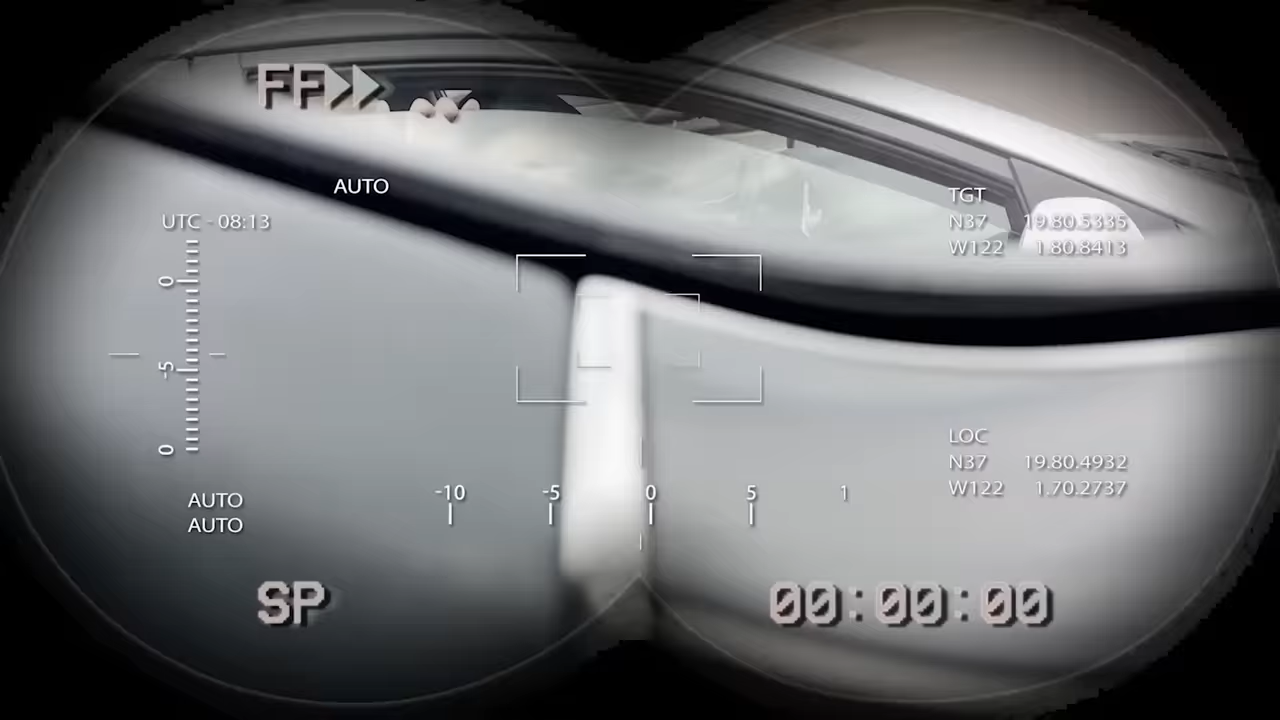 FF
AUTO
TGT
UTC - 08:13
N37 19.80.5335
W122 1.80.8413
0
-5
0
LOC
N37 19.80.4932
W122 1.70.2737
-10 -5 0 5 1
AUTO
AUTO
SP 00:00:00